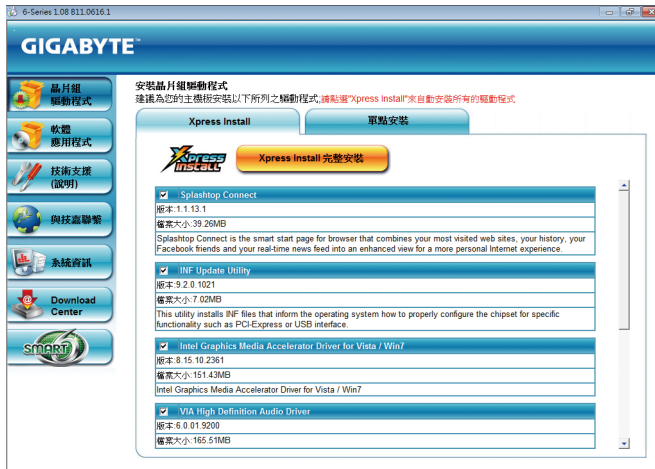 6-Series 1.08 B11.0616.1
GIGABYTE™
晶片組
驅動程式
軟體
應用程式
技術支援
(說明)
與技嘉聯繫
系統資訊
Download
Center
SMART 6
安裝晶片組驅動程式
建議為您的主機板安裝以下所列之驅動程式;請點選"Xpress Install"來自動安裝所有的驅動程式
Xpress Install
單點安裝
Xpress
INSTALL
Xpress Install 完整安裝
Splashtop Connect
版本:1.1.13.1
檔案大小:39.26MB
Splashtop Connect is the smart start page for browser that combines your most visited web sites, your history, your
Facebook friends and your real-time news feed into an enhanced view for a more personal Internet experience.
INF Update Utility
版本:9.2.0.1021
檔案大小:7.02MB
This utility installs INF files that inform the operating system how to properly configure the chipset for specific
functionality such as PCI-Express or USB interface.
Intel Graphics Media Accelerator Driver for Vista / Win7
版本:8.15.10.2361
檔案大小:151.43MB
Intel Graphics Media Accelerator Driver for Vista / Win7
VIA High Definition Audio Driver
版本:6.0.01.9200
檔案大小:165.51MB